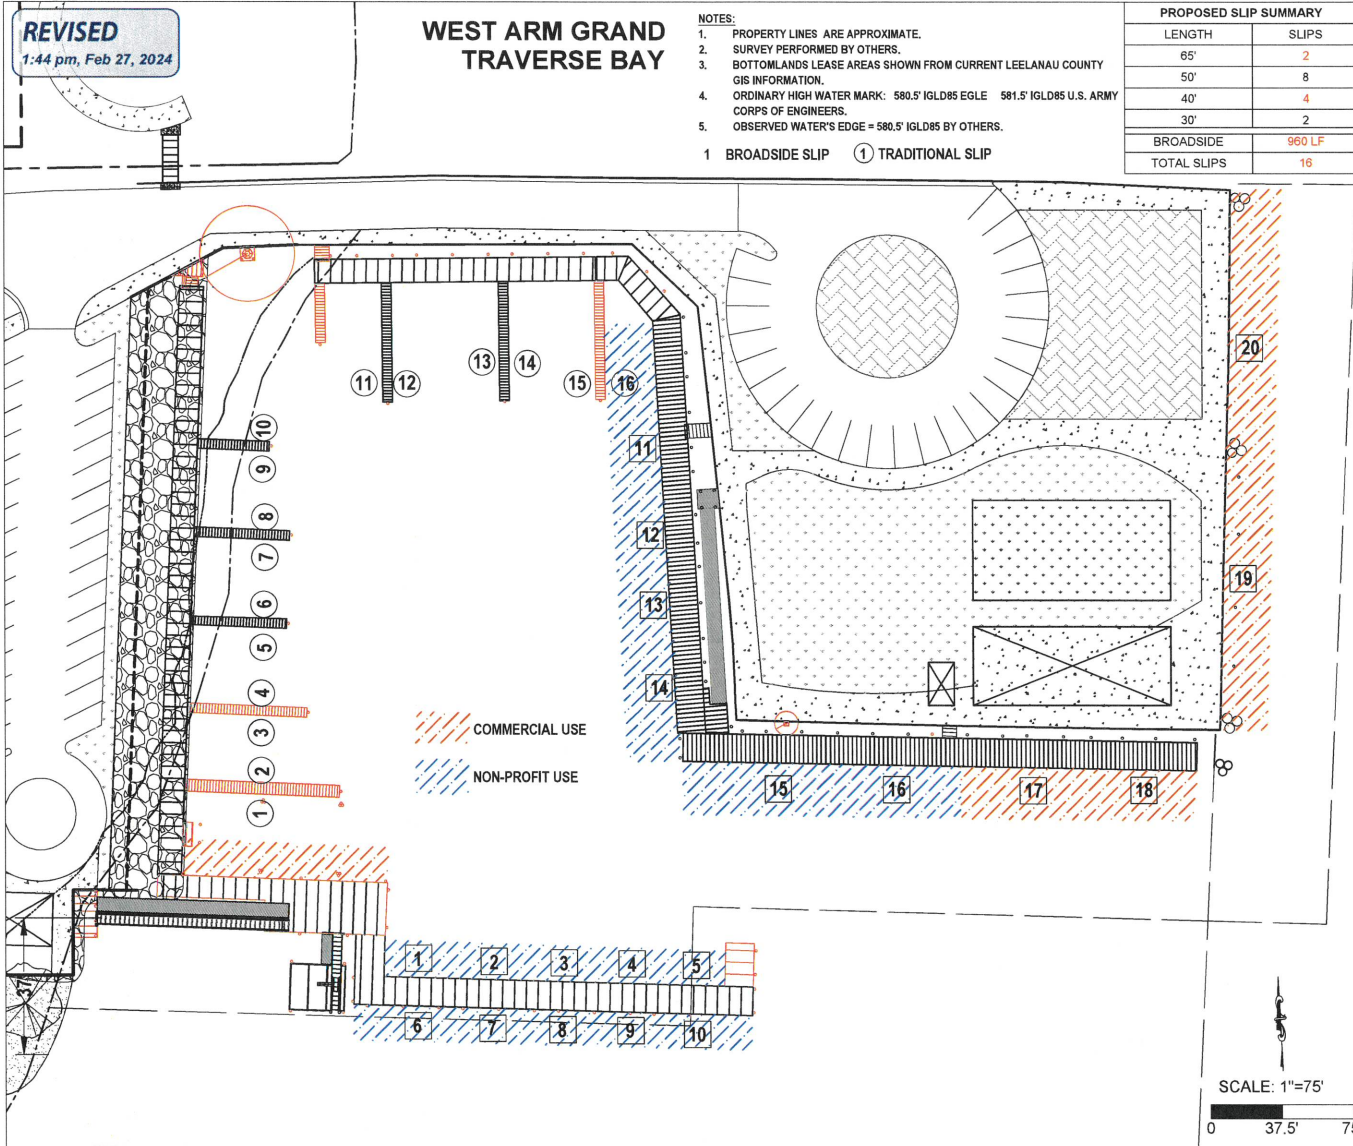 REVISED
1:44 pm, Feb 27, 2024
WEST ARM GRAND
TRAVERSE BAY
NOTES:
1. PROPERTY LINES ARE APPROXIMATE.
2. SURVEY PERFORMED BY OTHERS.
3. BOTTOMLANDS LEASE AREAS SHOWN FROM CURRENT LEELANAU COUNTY
GIS INFORMATION.
4. ORDINARY HIGH WATER MARK: 580.5' IGLD85 EGLE 581.5' IGLD85 U.S. ARMY
CORPS OF ENGINEERS.
5. OBSERVED WATER'S EDGE = 580.5' IGLD85 BY OTHERS.
1 BROADSIDE SLIP 1 TRADITIONAL SLIP
PROPOSED SLIP SUMMARY
LENGTH SLIPS
65' 2
50' 8
40' 4
30' 2
BROADSIDE 960 LF
TOTAL SLIPS 16
11 12 13 14 15 16
10
9
8
7
6
5
4
3
2
1
11
12
13
14
20
19
COMMERCIAL USE
NON-PROFIT USE
15 16 17 18
1 2 3 4 5
6 7 8 9 10
37'
SCALE: 1"=75'
0 37.5'